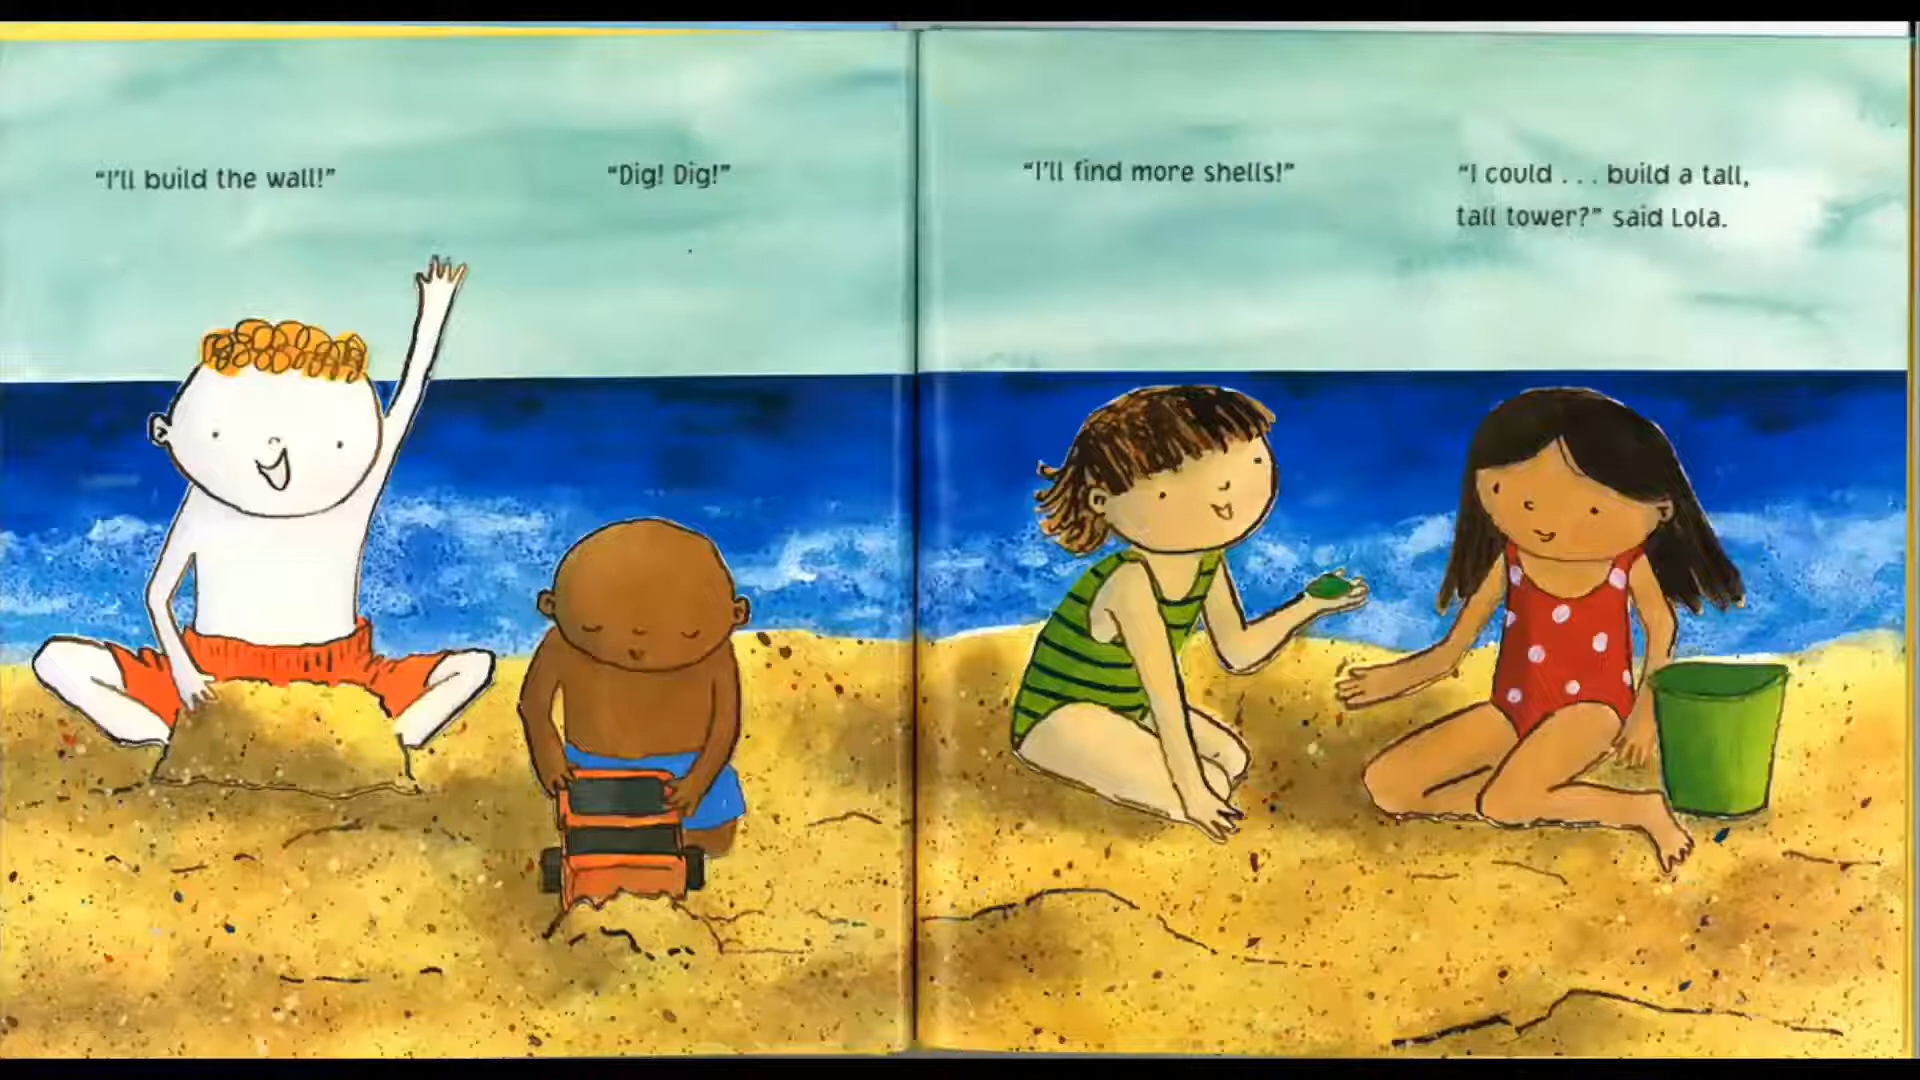 “I’ll build the wall!”
“Dig! Dig!”
“I’ll find more shells!”
“I could . . . build a tall,
tall tower?” said Lola.